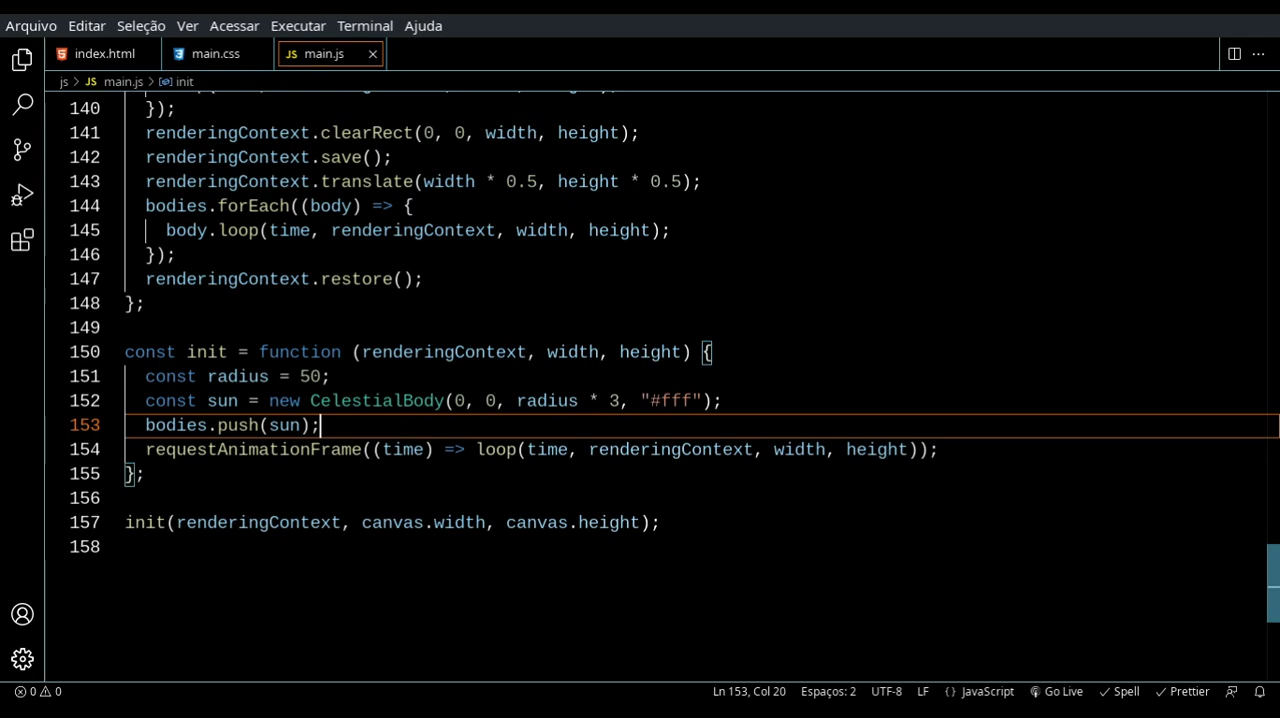 Arquivo Editar Seleção Ver Acessar Executar Terminal Ajuda
index.html main.css JS main.js
js > JS main.js > init
140 });
141 renderingContext.clearRect(0, 0, width, height);
142 renderingContext.save();
143 renderingContext.translate(width * 0.5, height * 0.5);
144 bodies.forEach((body) => {
145 body.loop(time, renderingContext, width, height);
146 });
147 renderingContext.restore();
148 };
149
150 const init = function (renderingContext, width, height) {
151 const radius = 50;
152 const sun = new CelestialBody(0, 0, radius * 3, "#fff");
153 bodies.push(sun);
154 requestAnimationFrame((time) => loop(time, renderingContext, width, height));
155 };
156
157 init(renderingContext, canvas.width, canvas.height);
158
0 0 Ln 153, Col 20 Espaços: 2 UTF-8 LF {} JavaScript Go Live Spell Prettier